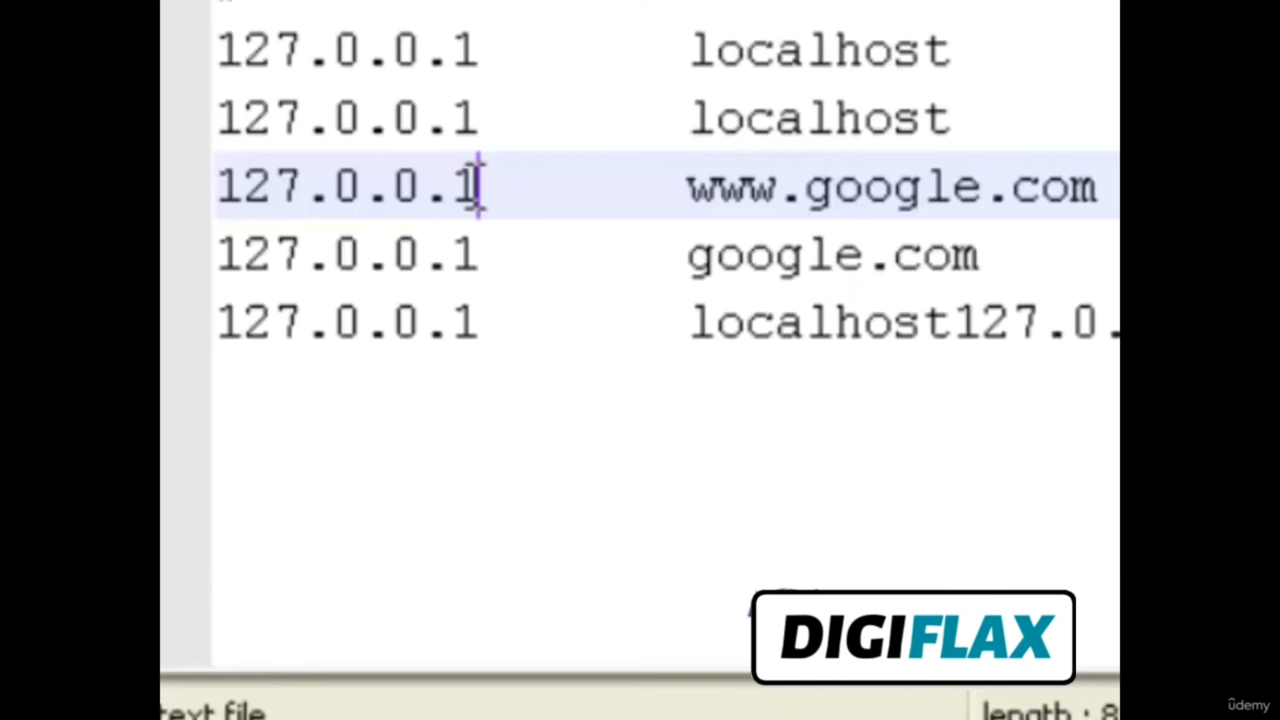 127.0.0.1 localhost
127.0.0.1 localhost
127.0.0.1 www.google.com
127.0.0.1 google.com
127.0.0.1 localhost127.0.
DIGIFLAX
text file length : 8
ûdemy